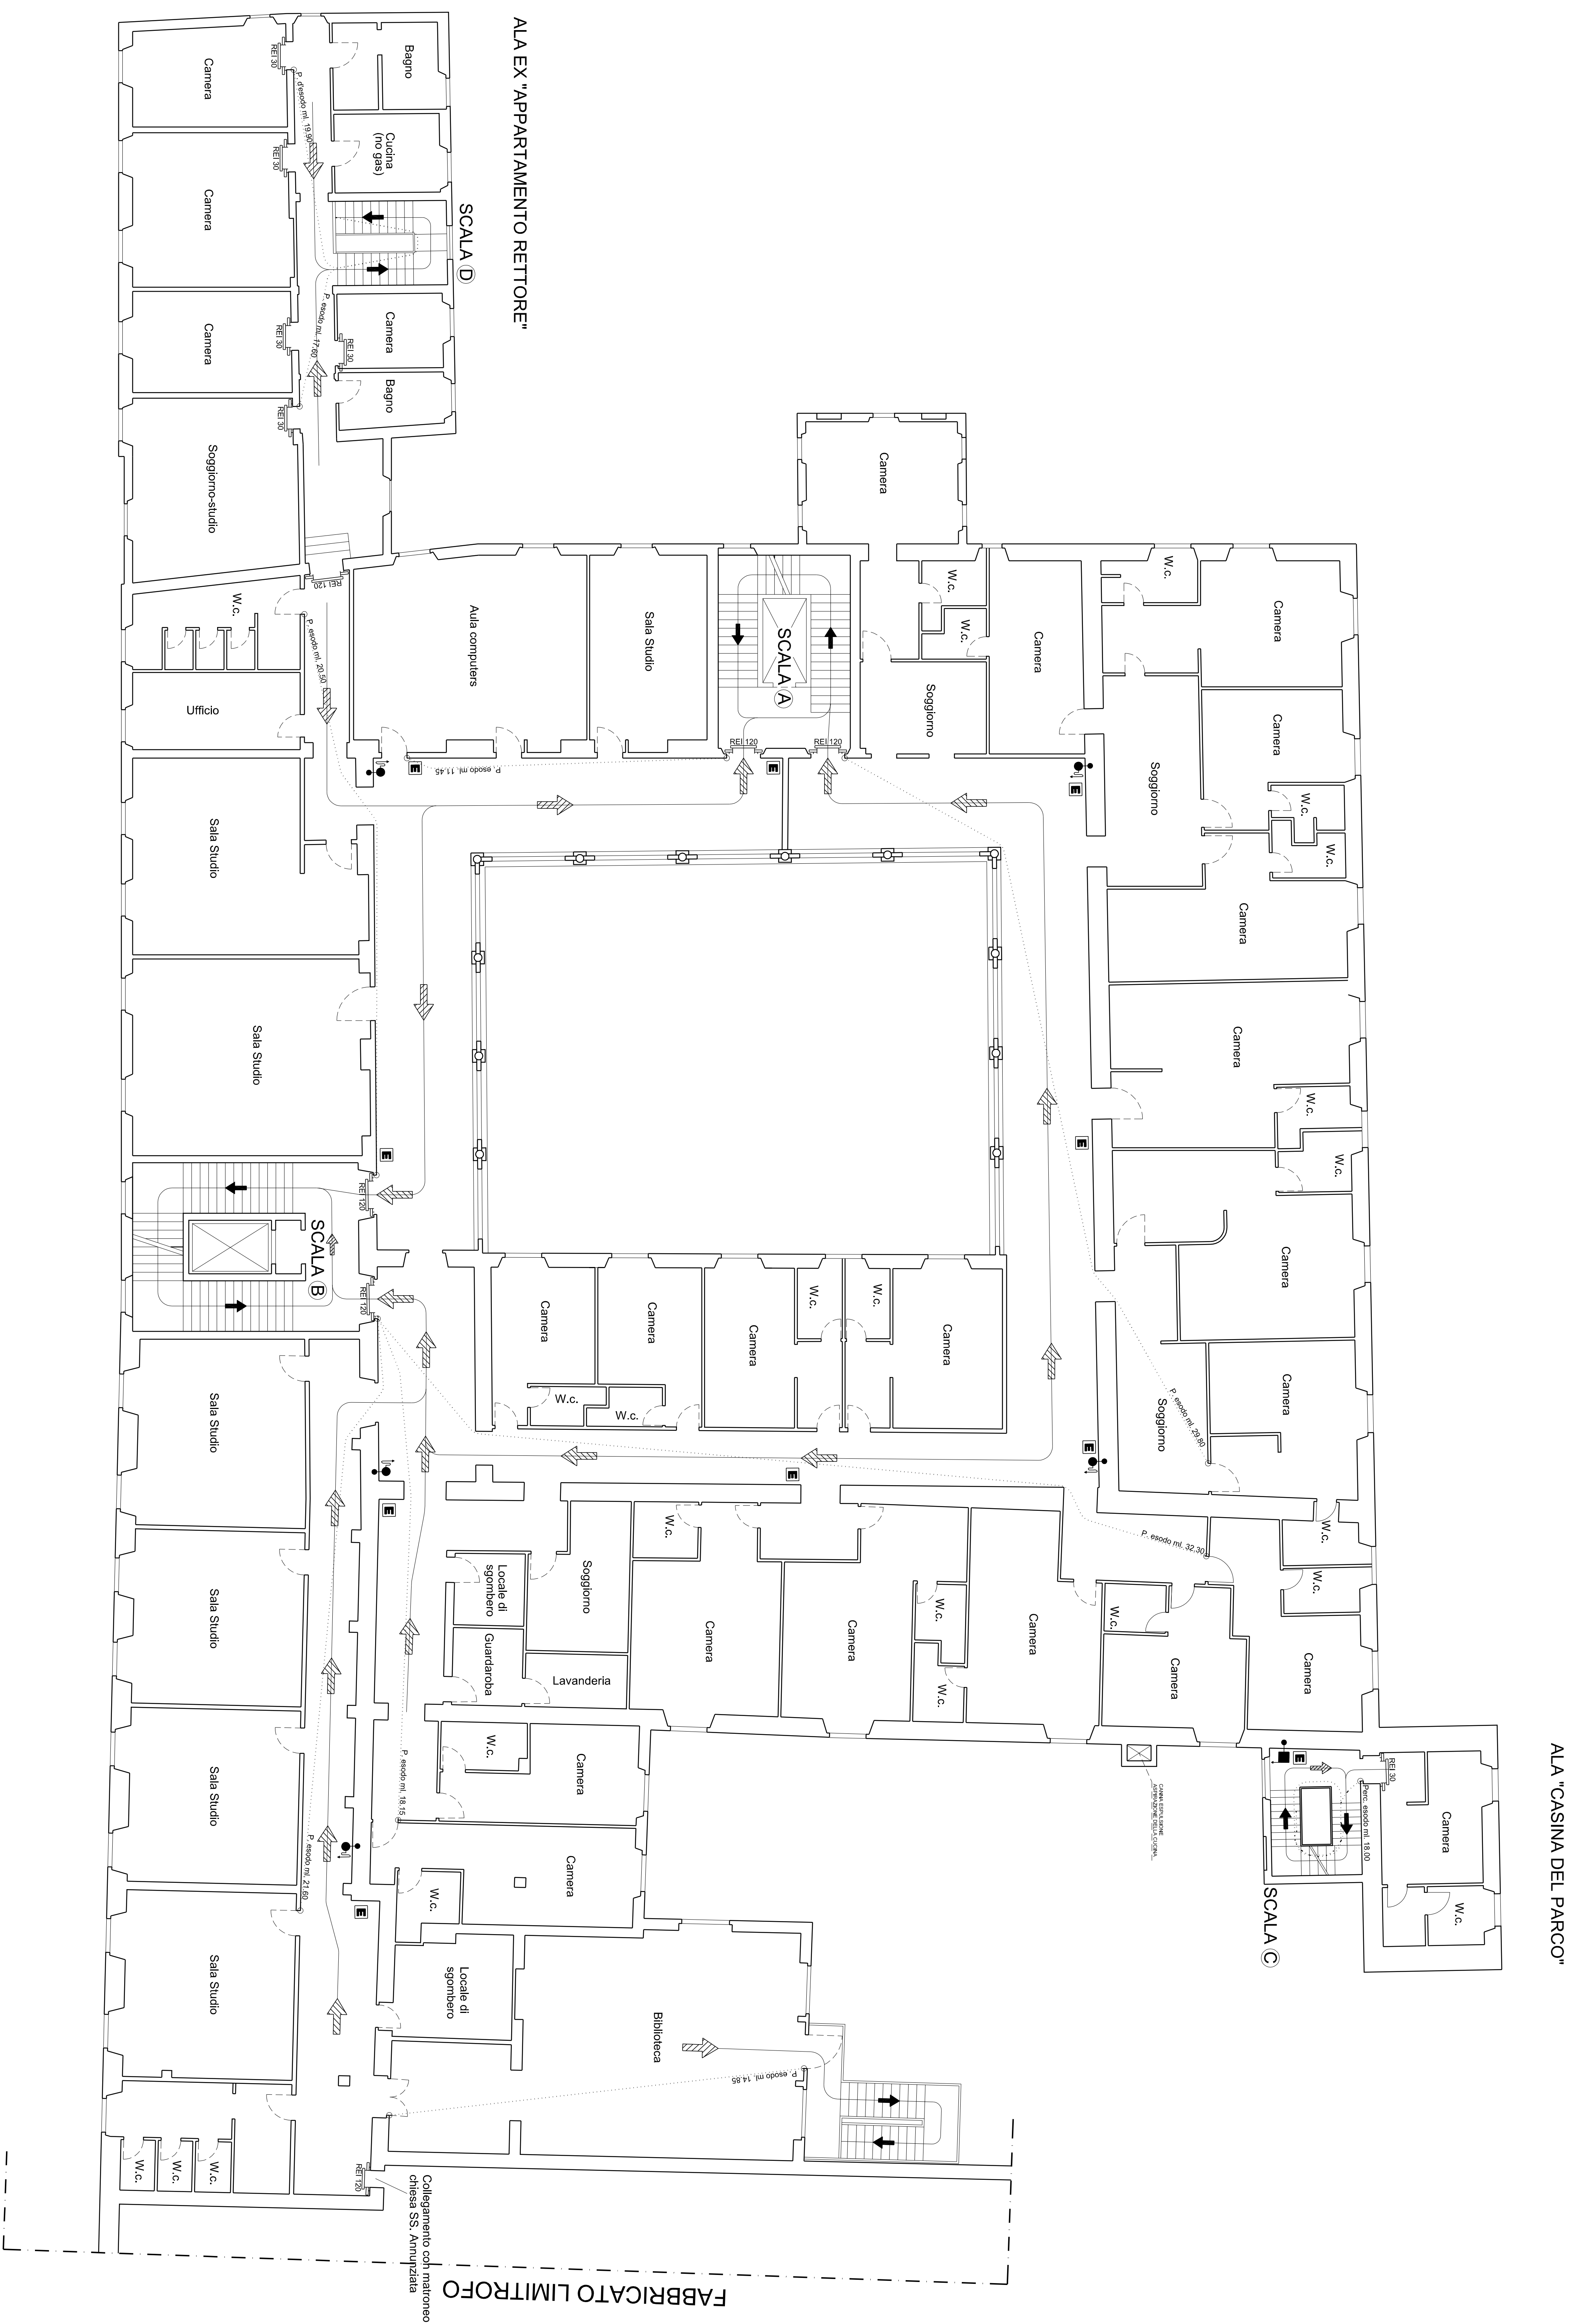 ALA EX "APPARTAMENTO RETTORE"
SCALA D
Bagno
Cucina
(no gas)
Camera
REI 30
P. d'esodo ml. 19.90
Camera
REI 30
Camera
REI 30
P. esodo ml. 17.60
Camera
REI 30
Bagno
Soggiorno-studio
REI 30
REI 120
W.c.
P. esodo ml. 20.50
Ufficio
Aula computers
Sala Studio
SCALA A
REI 120
REI 120
E
E
P. esodo ml. 11.45
Camera
W.c.
W.c.
Soggiorno
Camera
W.c.
Camera
Soggiorno
Camera
W.c.
W.c.
E
Camera
Camera
W.c.
W.c.
E
Camera
Camera
Soggiorno
P. esodo ml. 29.80
E
Sala Studio
Sala Studio
E
REI 120
SCALA B
REI 120
Camera
Camera
Camera
W.c.
W.c.
Camera
W.c.
W.c.
E
E
Sala Studio
Sala Studio
Sala Studio
Sala Studio
P. esodo ml. 21.60
P. esodo ml. 18.15
E
Locale di
sgombero
Guardaroba
Soggiorno
Lavanderia
W.c.
Camera
Camera
W.c.
W.c.
Camera
P. esodo ml. 32.30
W.c.
Camera
W.c.
W.c.
Camera
W.c.
Camera
Camera
W.c.
Locale di
sgombero
Biblioteca
P. esodo ml. 14.85
CANNA ESPULSIONE
ASPIRAZIONE DELLA CUCINA
ALA "CASINA DEL PARCO"
E
REI 30
Perc. esodo ml. 18.00
Camera
W.c.
SCALA C
W.c.
W.c.
W.c.
REI 120
Collegamento con matroneo
chiesa SS. Annunziata
FABBRICATO LIMITROFO